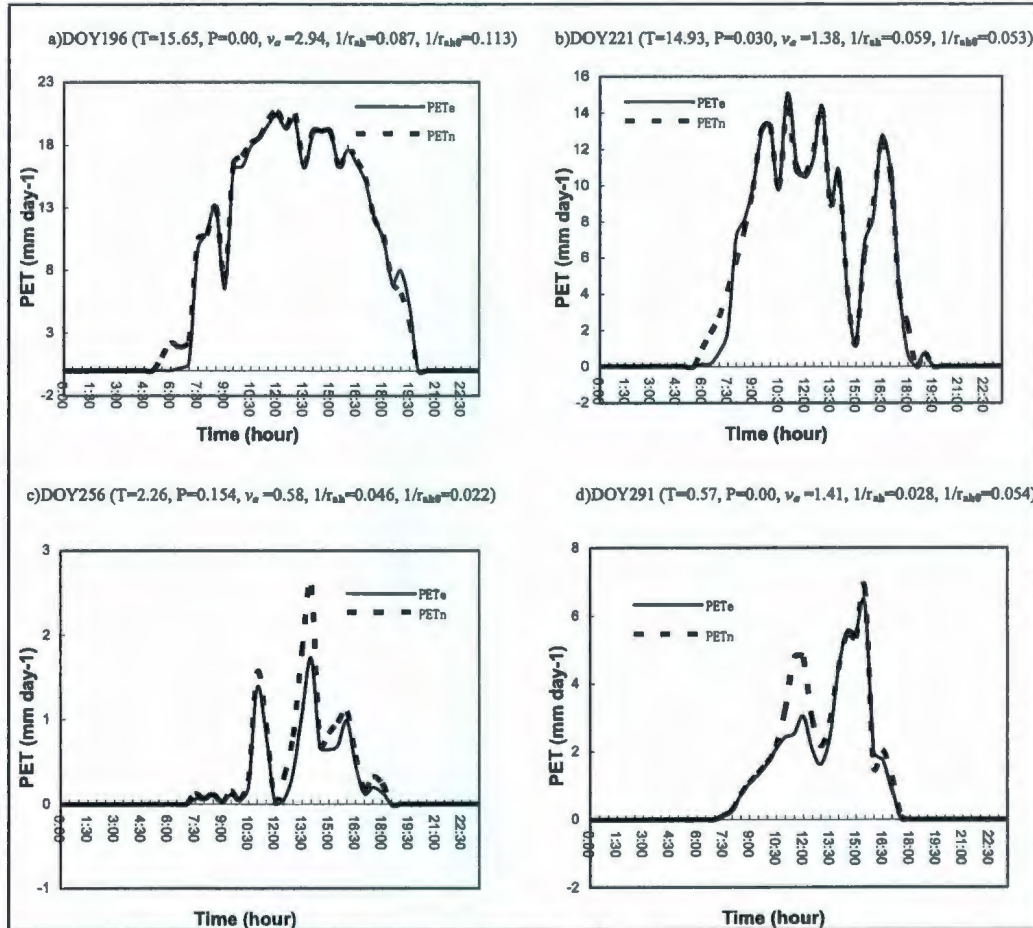 a)DOY196 (T=15.65, P=0.00, vₐ =2.94, 1/rₐₕ=0.087, 1/rₐₕ₀=0.113)
23
18
13
8
3
-2
PET (mm day-1)
PETe
PETn
0:00 1:30 3:00 4:30 6:00 7:30 9:00 10:30 12:00 13:30 15:00 16:30 18:00 19:30 21:00 22:30
Time (hour)
b)DOY221 (T=14.93, P=0.030, vₐ =1.38, 1/rₐₕ=0.059, 1/rₐₕ₀=0.053)
16
14
12
10
8
6
4
2
0
-2
PET (mm day-1)
PETe
PETn
0:00 1:30 3:00 4:30 6:00 7:30 9:00 10:30 12:00 13:30 15:00 16:30 18:00 19:30 21:00 22:30
Time (hour)
c)DOY256 (T=2.26, P=0.154, vₐ =0.58, 1/rₐₕ=0.046, 1/rₐₕ₀=0.022)
3
2
1
0
-1
PET (mm day-1)
PETe
PETn
0:00 1:30 3:00 4:30 6:00 7:30 9:00 10:30 12:00 13:30 15:00 16:30 18:00 19:30 21:00 22:30
Time (hour)
d)DOY291 (T=0.57, P=0.00, vₐ =1.41, 1/rₐₕ=0.028, 1/rₐₕ₀=0.054)
8
6
4
2
0
-2
PET (mm day-1)
PETe
PETn
0:00 1:30 3:00 4:30 6:00 7:30 9:00 10:30 12:00 13:30 15:00 16:30 18:00 19:30 21:00 22:30
Time (hour)